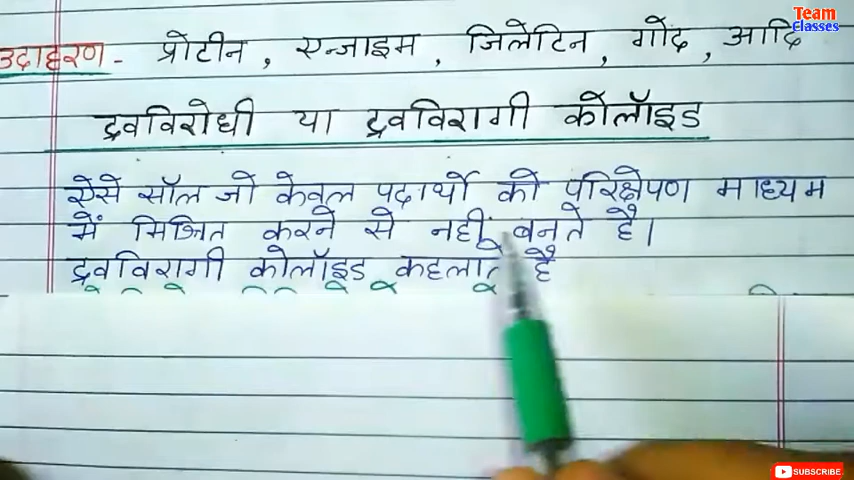 Team
Classes
उदाहरण - प्रोटीन, एन्जाइम, जिलेटिन, गोंद, आदि
द्रवविरोधी या द्रवविरागी कोलॉइड
ऐसे सॉल जो केवल पदार्थो को परिक्षेपण माध्यम
में मिश्रित करने से नहीं बनते है।
द्रवविरागी कोलॉइड कहलाते है
SUBSCRIBE